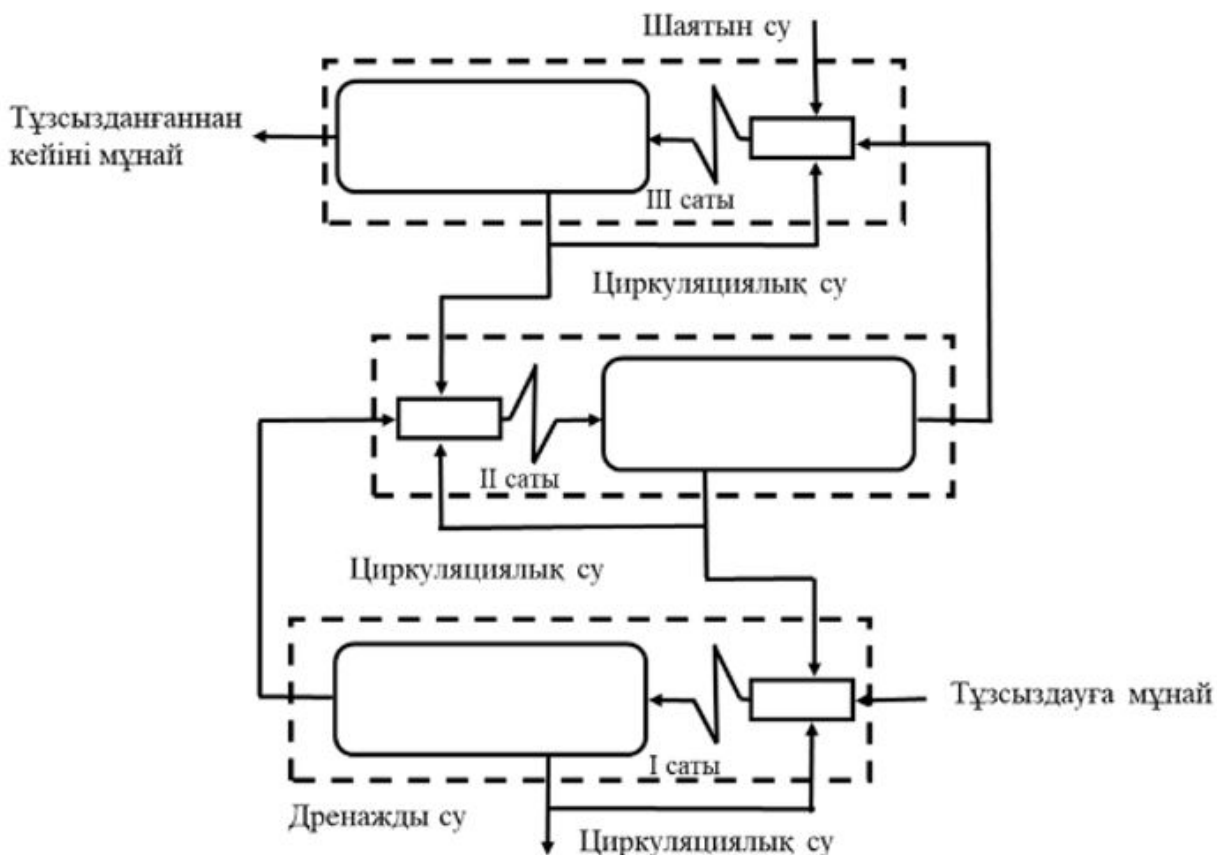 Шаятын су
Тұзсызданғаннан
кейіні мұнай
III саты
Циркуляциялық су
II саты
Циркуляциялық су
Тұзсыздауға мұнай
I саты
Дренажды су
Циркуляциялық су